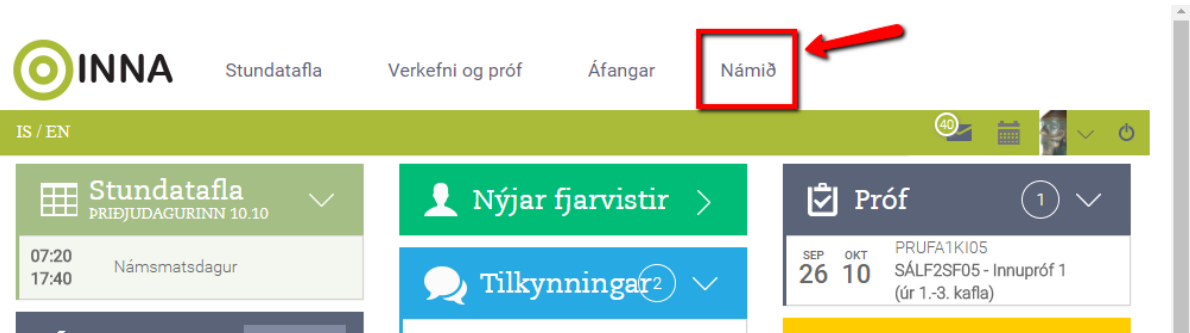 INNA
Stundatafla
Verkefni og próf
Áfangar
Námið
IS / EN
40
Stundatafla
ÞRIÐJUDAGURINN 10.10
07:20
17:40
Námsmatsdagur
Nýjar fjarvistir
Tilkynningar
2
Próf
1
SEP
26
OKT
10
PRUFA1KI05
SÁLF2SF05 - Innupróf 1
(úr 1.-3. kafla)